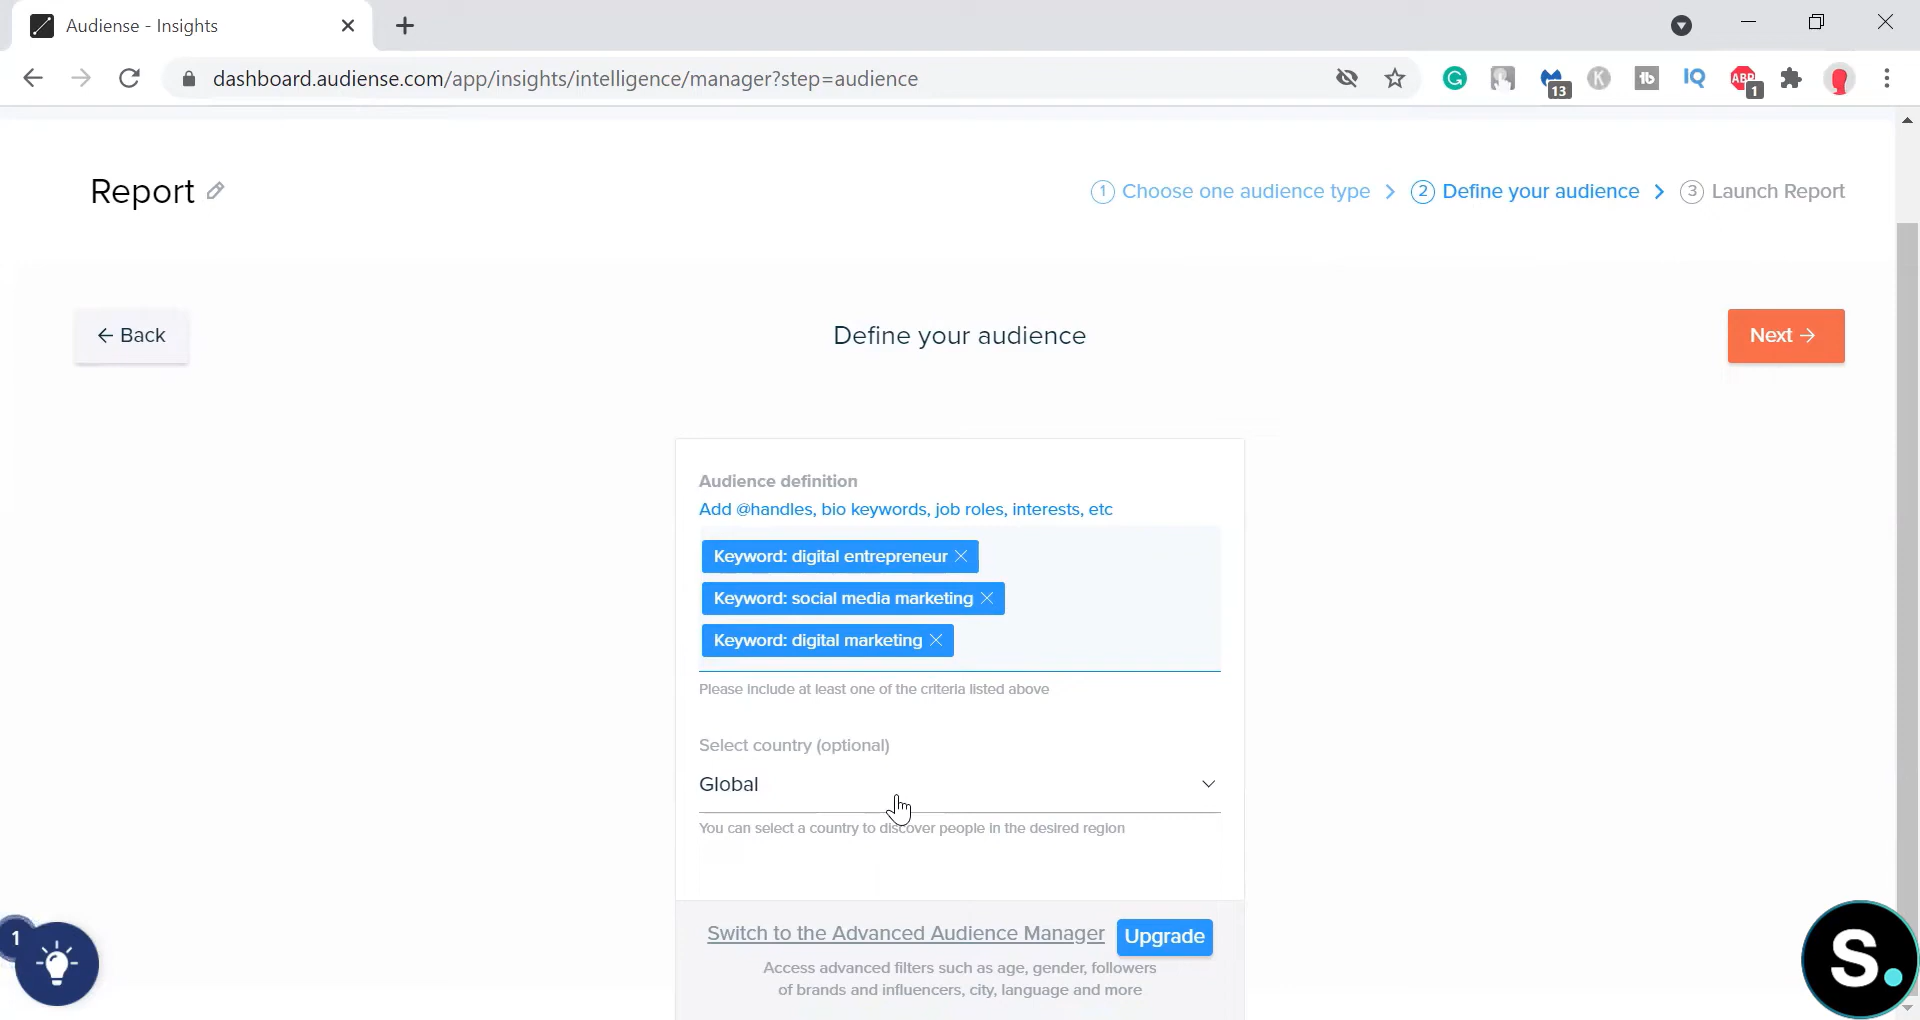 Audiense - Insights
dashboard.audiense.com/app/insights/intelligence/manager?step=audience
13
K
tb
IQ
ABP
1
Report
1 Choose one audience type > 2 Define your audience > 3 Launch Report
← Back
Define your audience
Next →
Audience definition
Add @handles, bio keywords, job roles, interests, etc
Keyword: digital entrepreneur ×
Keyword: social media marketing ×
Keyword: digital marketing ×
Please include at least one of the criteria listed above
Select country (optional)
Global
You can select a country to discover people in the desired region
Switch to the Advanced Audience Manager
Upgrade
Access advanced filters such as age, gender, followers
of brands and influencers, city, language and more
1
S.